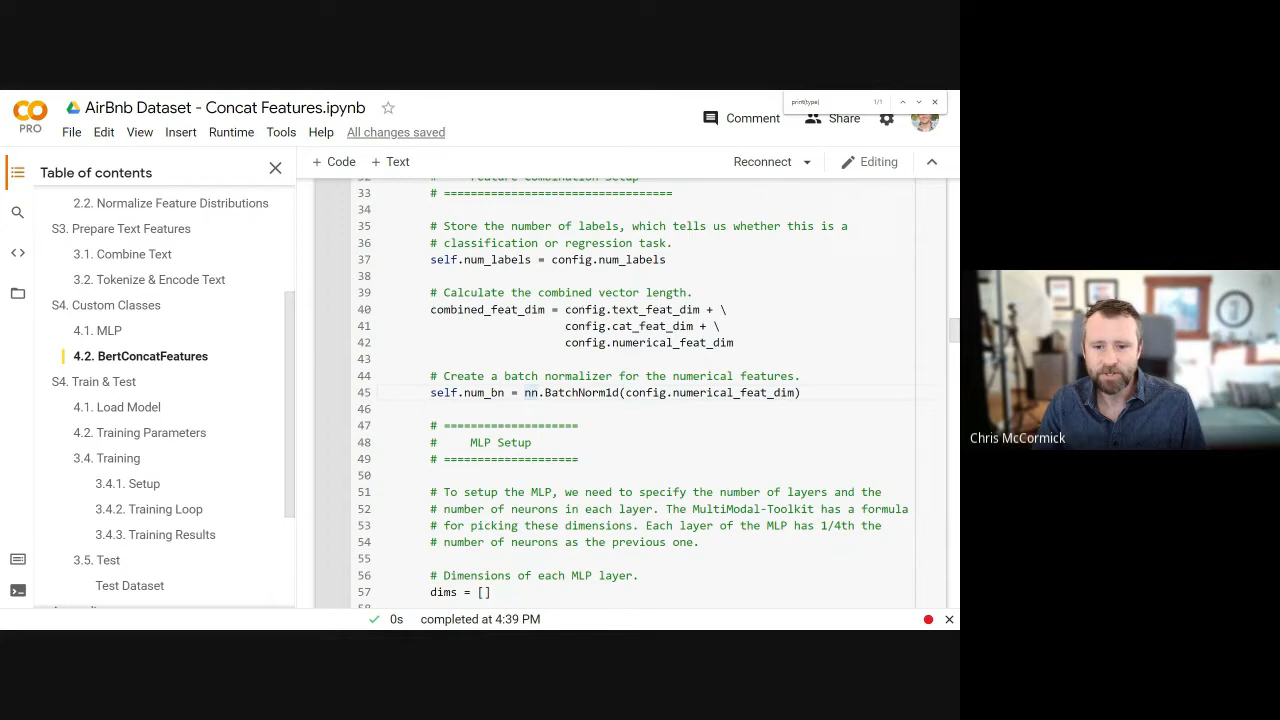 CO
PRO
AirBnb Dataset - Concat Features.ipynb
File Edit View Insert Runtime Tools Help All changes saved
print(type) 1/1
Comment Share
Table of contents
+ Code + Text
Reconnect Editing
2.2. Normalize Feature Distributions
S3. Prepare Text Features
3.1. Combine Text
3.2. Tokenize & Encode Text
S4. Custom Classes
4.1. MLP
4.2. BertConcatFeatures
S4. Train & Test
4.1. Load Model
4.2. Training Parameters
3.4. Training
3.4.1. Setup
3.4.2. Training Loop
3.4.3. Training Results
3.5. Test
Test Dataset
32 # Feature Combination Setup
33 # ==================================
34
35 # Store the number of labels, which tells us whether this is a
36 # classification or regression task.
37 self.num_labels = config.num_labels
38
39 # Calculate the combined vector length.
40 combined_feat_dim = config.text_feat_dim + \
41 config.cat_feat_dim + \
42 config.numerical_feat_dim
43
44 # Create a batch normalizer for the numerical features.
45 self.num_bn = nn.BatchNorm1d(config.numerical_feat_dim)
46
47 # ====================
48 # MLP Setup
49 # ====================
50
51 # To setup the MLP, we need to specify the number of layers and the
52 # number of neurons in each layer. The MultiModal-Toolkit has a formula
53 # for picking these dimensions. Each layer of the MLP has 1/4th the
54 # number of neurons as the previous one.
55
56 # Dimensions of each MLP layer.
57 dims = []
0s completed at 4:39 PM
Chris McCormick